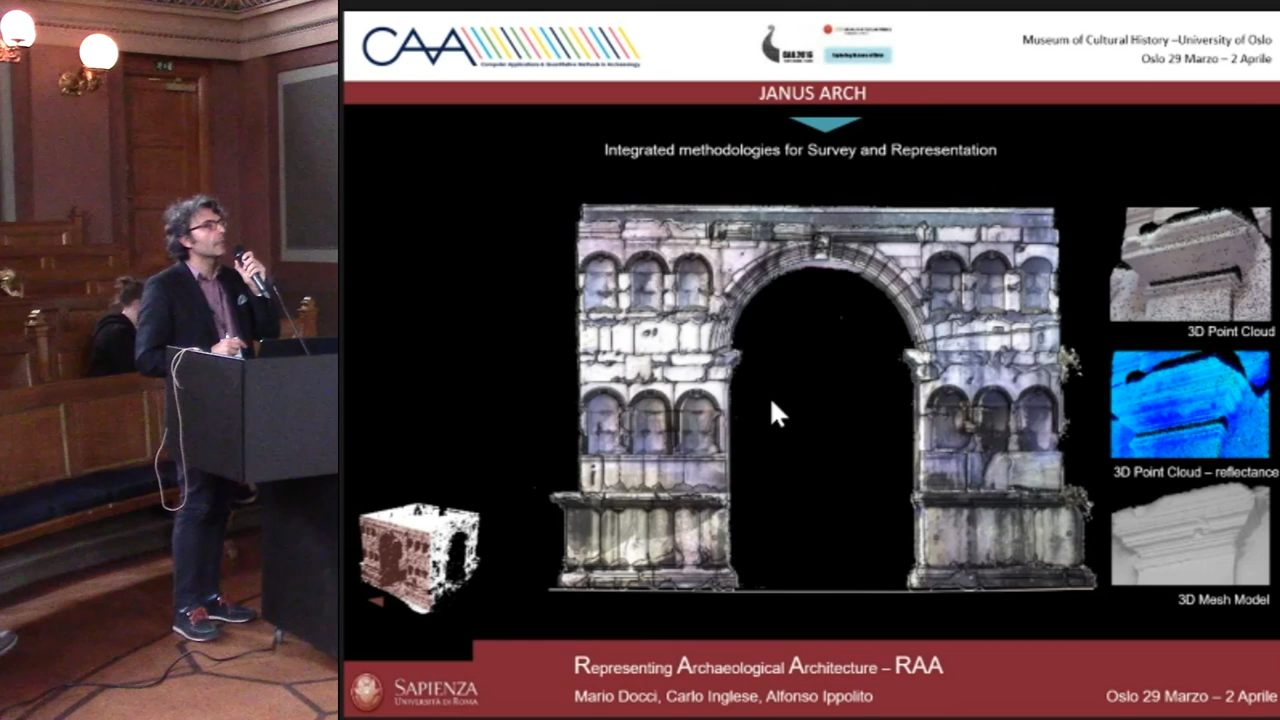 CAA
Computer Applications & Quantitative Methods in Archaeology
CAA 2016
Museum of Cultural History –University of Oslo
Oslo 29 Marzo – 2 Aprile
JANUS ARCH
Integrated methodologies for Survey and Representation
3D Point Cloud
3D Point Cloud – reflectance
3D Mesh Model
Representing Archaeological Architecture – RAA
Mario Docci, Carlo Inglese, Alfonso Ippolito
Oslo 29 Marzo – 2 Aprile
SAPIENZA
UNIVERSITÀ DI ROMA